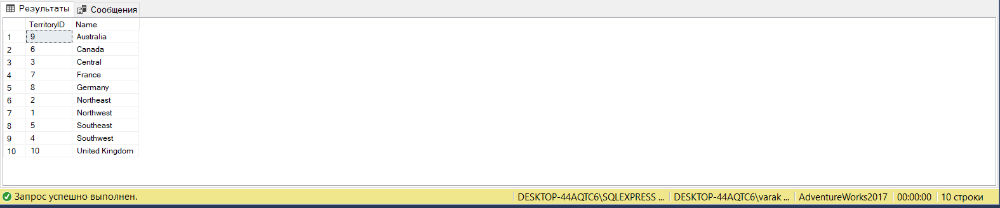 Результаты Сообщения
TerritoryID Name
1 9 Australia
2 6 Canada
3 3 Central
4 7 France
5 8 Germany
6 2 Northeast
7 1 Northwest
8 5 Southeast
9 4 Southwest
10 10 United Kingdom
Запрос успешно выполнен. DESKTOP-44AQTC6\SQLEXPRESS ... DESKTOP-44AQTC6\varak ... AdventureWorks2017 00:00:00 10 строки